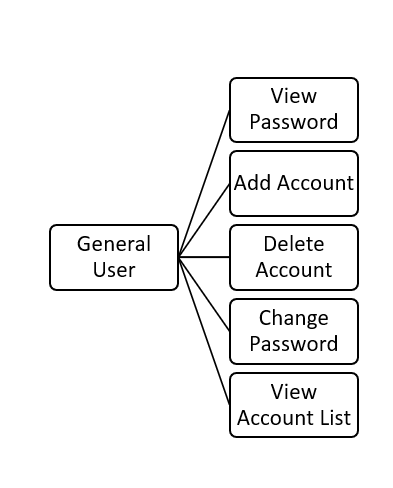 View
Password
Add Account
General
User
Delete
Account
Change
Password
View
Account List